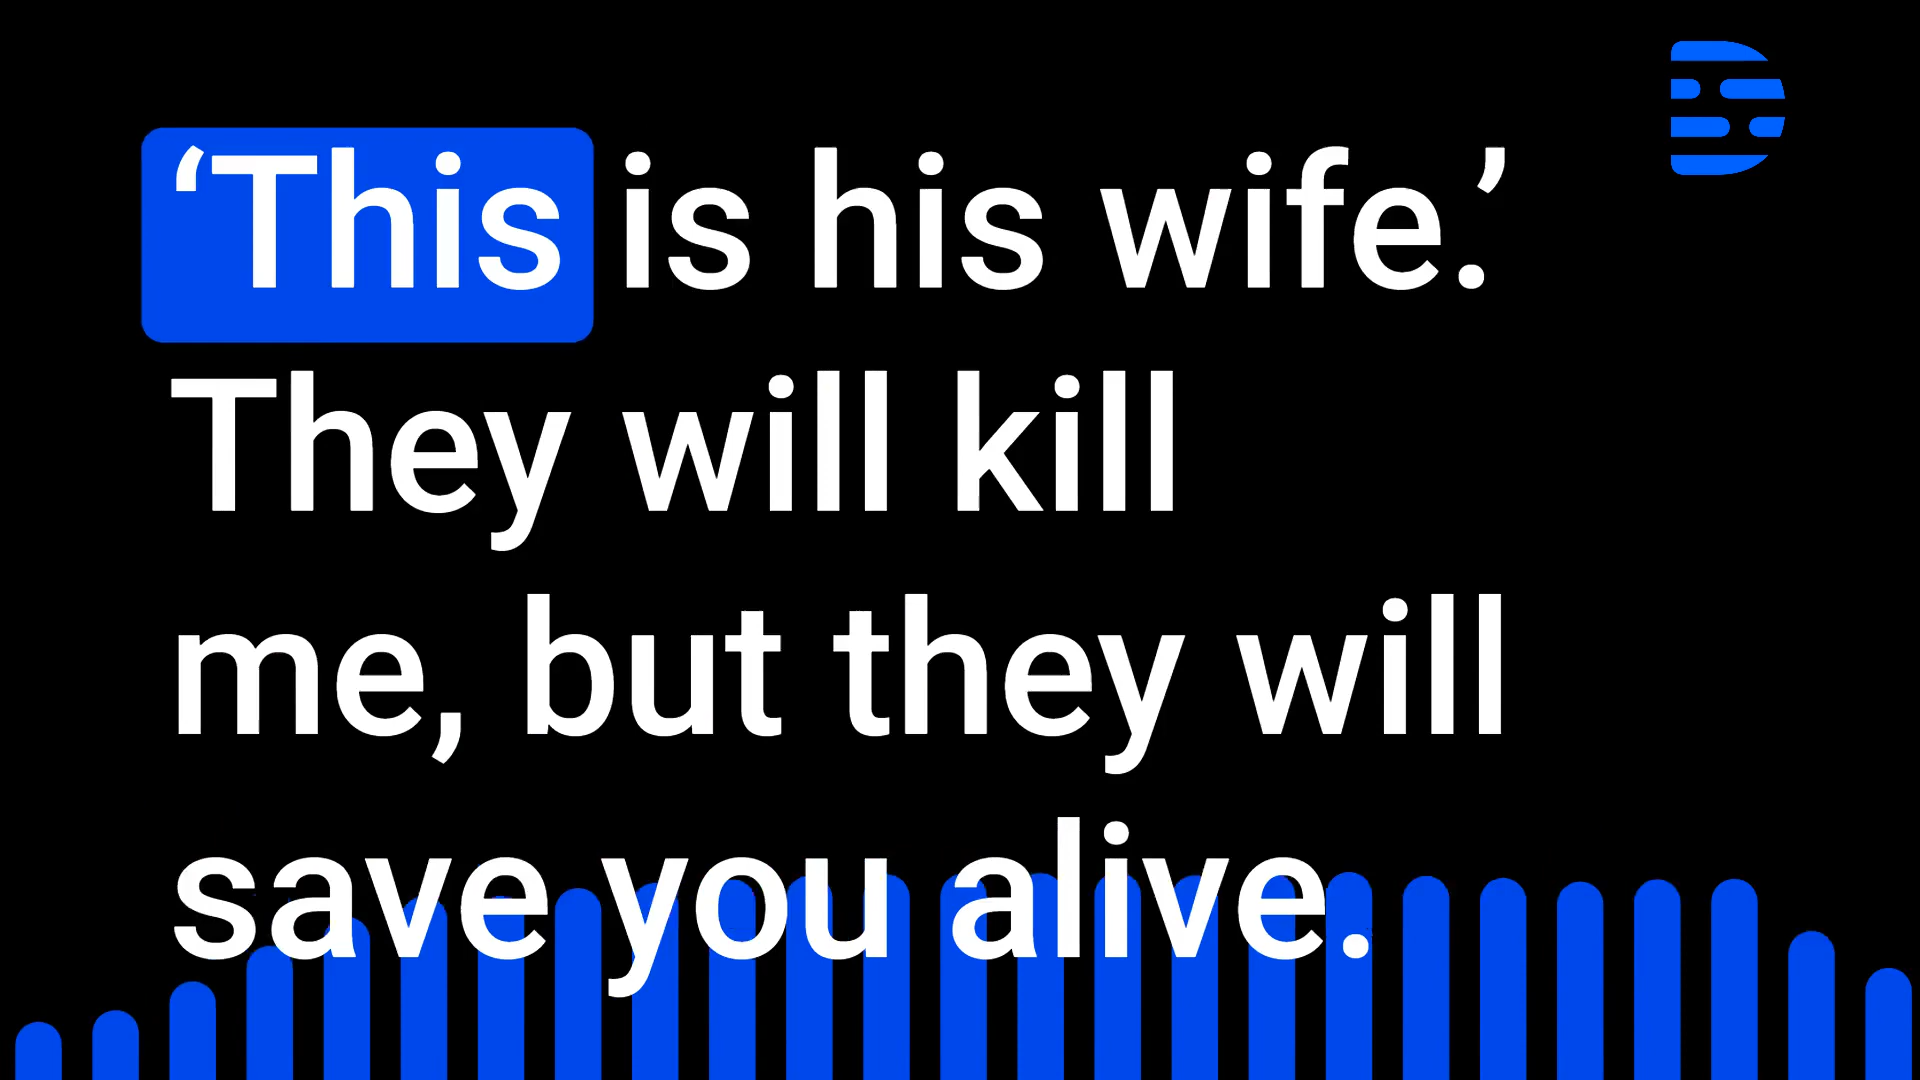 ‘This is his wife.’
They will kill
me, but they will
save you alive.